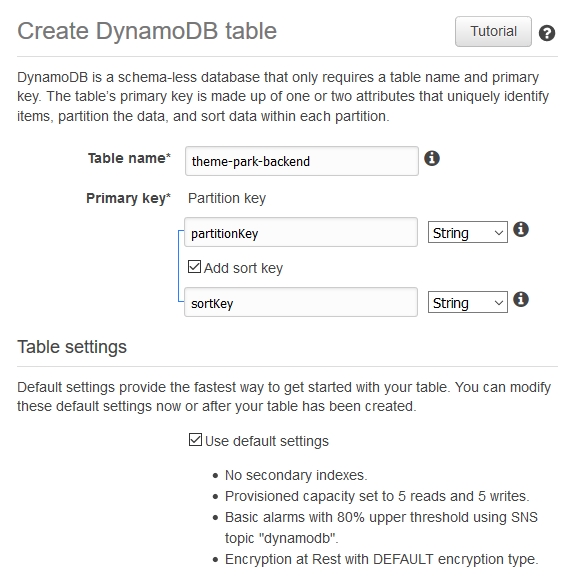 Create DynamoDB table
Tutorial
DynamoDB is a schema-less database that only requires a table name and primary
key. The table's primary key is made up of one or two attributes that uniquely identify
items, partition the data, and sort data within each partition.
Table name* theme-park-backend
Primary key* Partition key
partitionKey String
Add sort key
sortKey String
Table settings
Default settings provide the fastest way to get started with your table. You can modify
these default settings now or after your table has been created.
Use default settings
• No secondary indexes.
• Provisioned capacity set to 5 reads and 5 writes.
• Basic alarms with 80% upper threshold using SNS
topic "dynamodb".
• Encryption at Rest with DEFAULT encryption type.